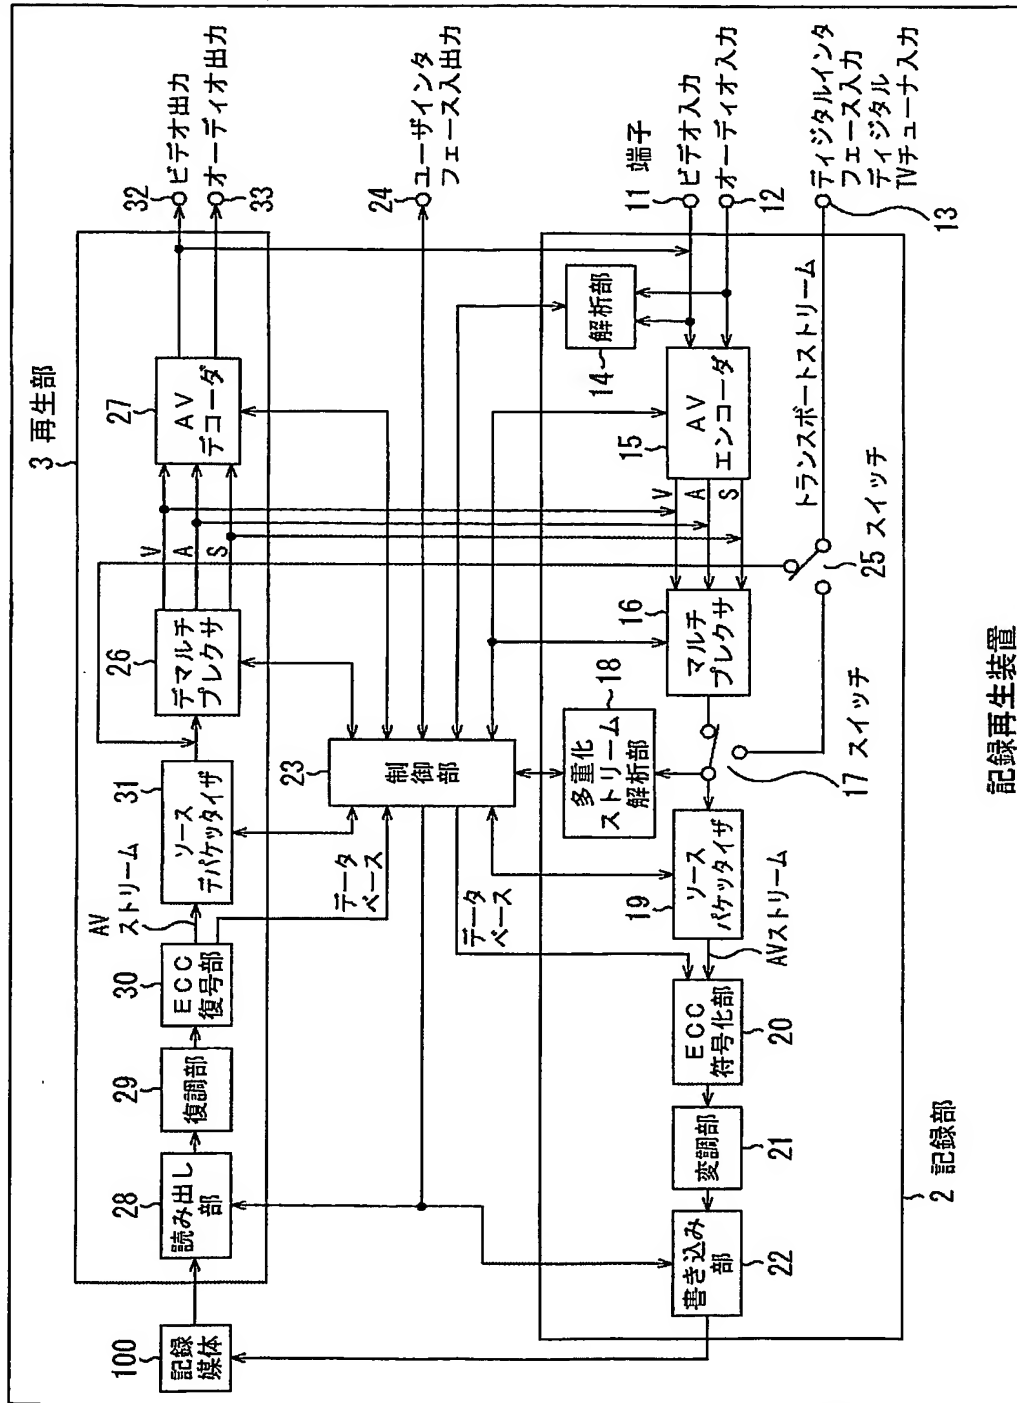 3 再生部
100
記録
媒体
28
読み出し
部
29
復調部
30
ECC
復号部
AV
ストリーム
31
ソース
デパケッタイザ
26
デマルチ
プレクサ
V
A
S
27
AV
デコーダ
32
ビデオ出力
オーディオ出力
33
データ
ベース
23
制御部
24
ユーザインタ
フェース入出力
データ
ベース
22
書き込み
部
21
変調部
20
ECC
符号化部
AVストリーム
19
ソース
パケッタイザ
18
多重化
ストリーム
解析部
17 スイッチ
16
マルチ
プレクサ
V
A
S
15
AV
エンコーダ
14
解析部
11 端子
ビデオ入力
オーディオ入力
12
トランスポートストリーム
25 スイッチ
13
ディジタルインタ
フェース入力
ディジタル
TVチューナ入力
2 記録部
記録再生装置